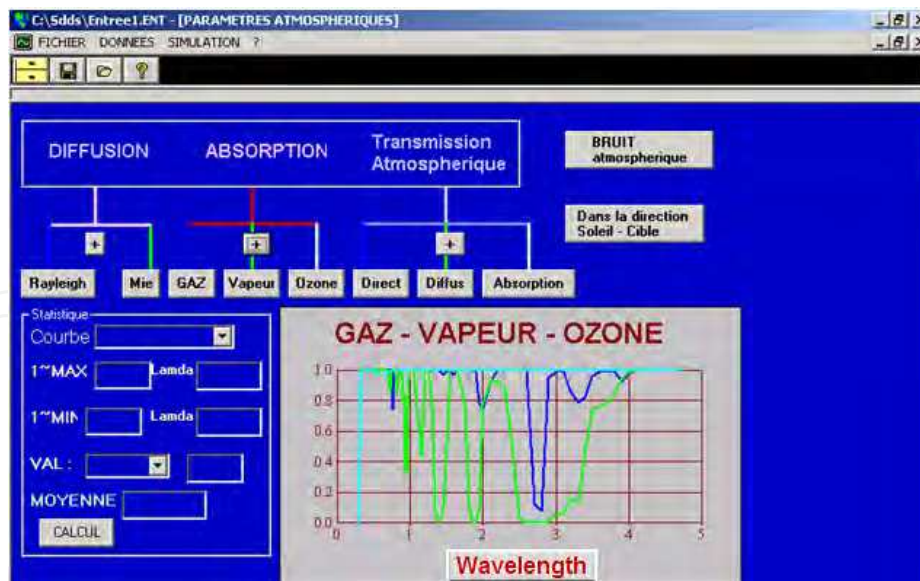 C:\Sdds\Entree1.ENT - [PARAMETRES ATMOSPHERIQUES]
FICHIER DONNEES SIMULATION ?
DIFFUSION ABSORPTION Transmission
Atmospherique
BRUIT
atmospherique
Dans la direction
Soleil - Cible
+ + +
Rayleigh Mie GAZ Vapeur Ozone Direct Diffus Absorption
Statistique
Courbe
1~MAX Lamda
1~MIN Lamda
VAL :
MOYENNE
CALCUL
GAZ - VAPEUR - OZONE
1.0
0.8
0.6
0.4
0.2
0.0
0 1 2 3 4 5
Wavelength